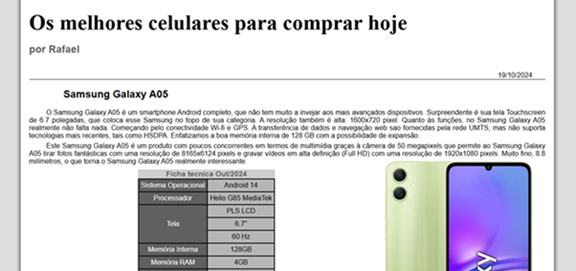 Os melhores celulares para comprar hoje
por Rafael
19/10/2024
Samsung Galaxy A05
O Samsung Galaxy A05 é um smartphone Android completo, que não tem muito a invejar aos mais avançados dispositivos. Surpreendente é sua tela Touchscreen
de 6.7 polegadas, que coloca esse Samsung no topo de sua categoria. A resolução também é alta: 1600x720 pixel. Quanto às funções, no Samsung Galaxy A05
realmente não falta nada. Começando pelo conectividade Wi-fi e GPS. A transferência de dados e navegação web sao fornecidas pela rede UMTS, mas não suporta
tecnologias mais recentes, tais como HSDPA. Enfatizamos a boa memória interna de 128 GB com a possibilidade de expansão.
Este Samsung Galaxy A05 é um produto com poucos concorrentes em termos de multimídia graças à câmera de 50 megapixels que permite ao Samsung Galaxy
A05 tirar fotos fantásticas com uma resolução de 8165x6124 pixels e gravar vídeos em alta definição (Full HD) com uma resolução de 1920x1080 pixels. Muito fino, 8.8
milímetros, o que torna o Samsung Galaxy A05 realmente interessante.
Ficha tecnica Out/2024
Sistema Operacional Android 14
Processador Helio G85 MediaTek
PLS LCD
Tela 6.7"
60 Hz
Memória Interna 128GB
Memória RAM 4GB